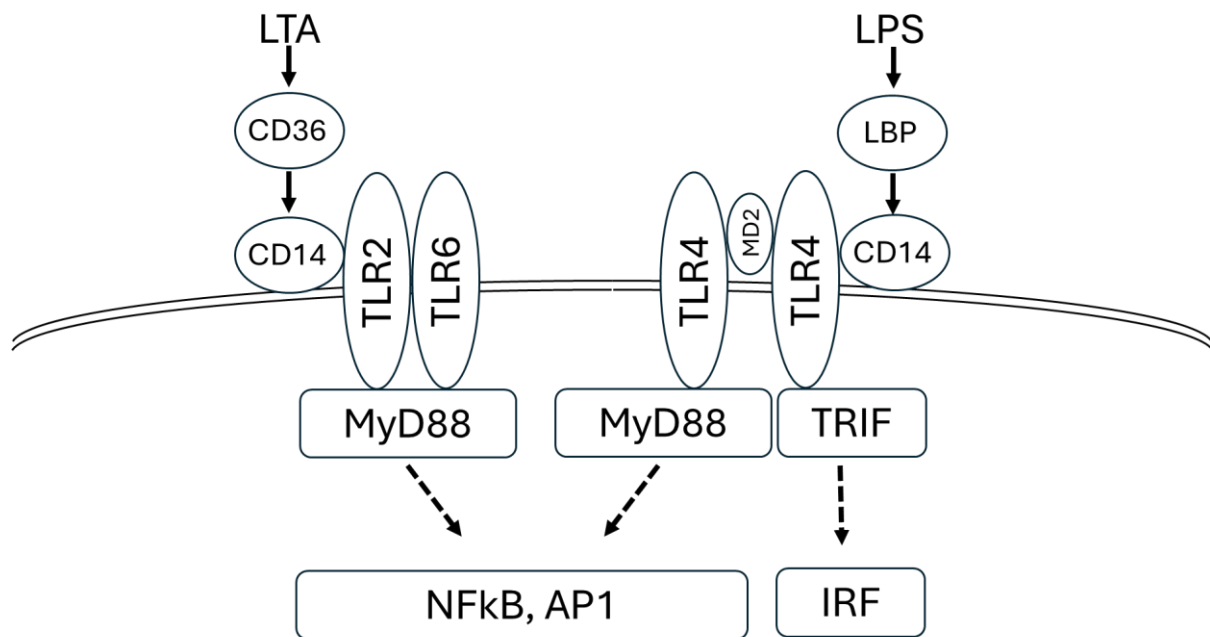 LTA
LPS
CD36
LBP
CD14
TLR2
TLR6
TLR4
MD2
TLR4
CD14
MyD88
MyD88
TRIF
NFkB, AP1
IRF